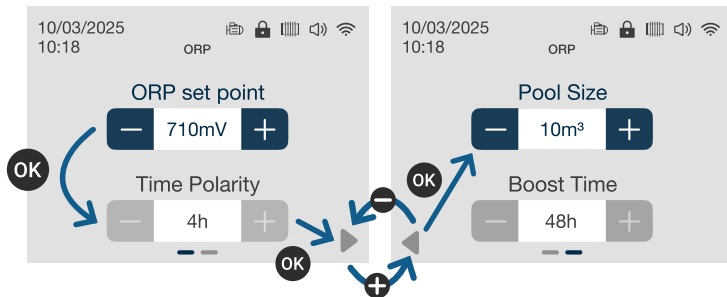 10/03/2025
10:18
ORP
ORP set point
− 710mV +
OK
Time Polarity
− 4h +
OK
10/03/2025
10:18
ORP
Pool Size
− 10m³ +
OK
−
Boost Time
− 48h +
+